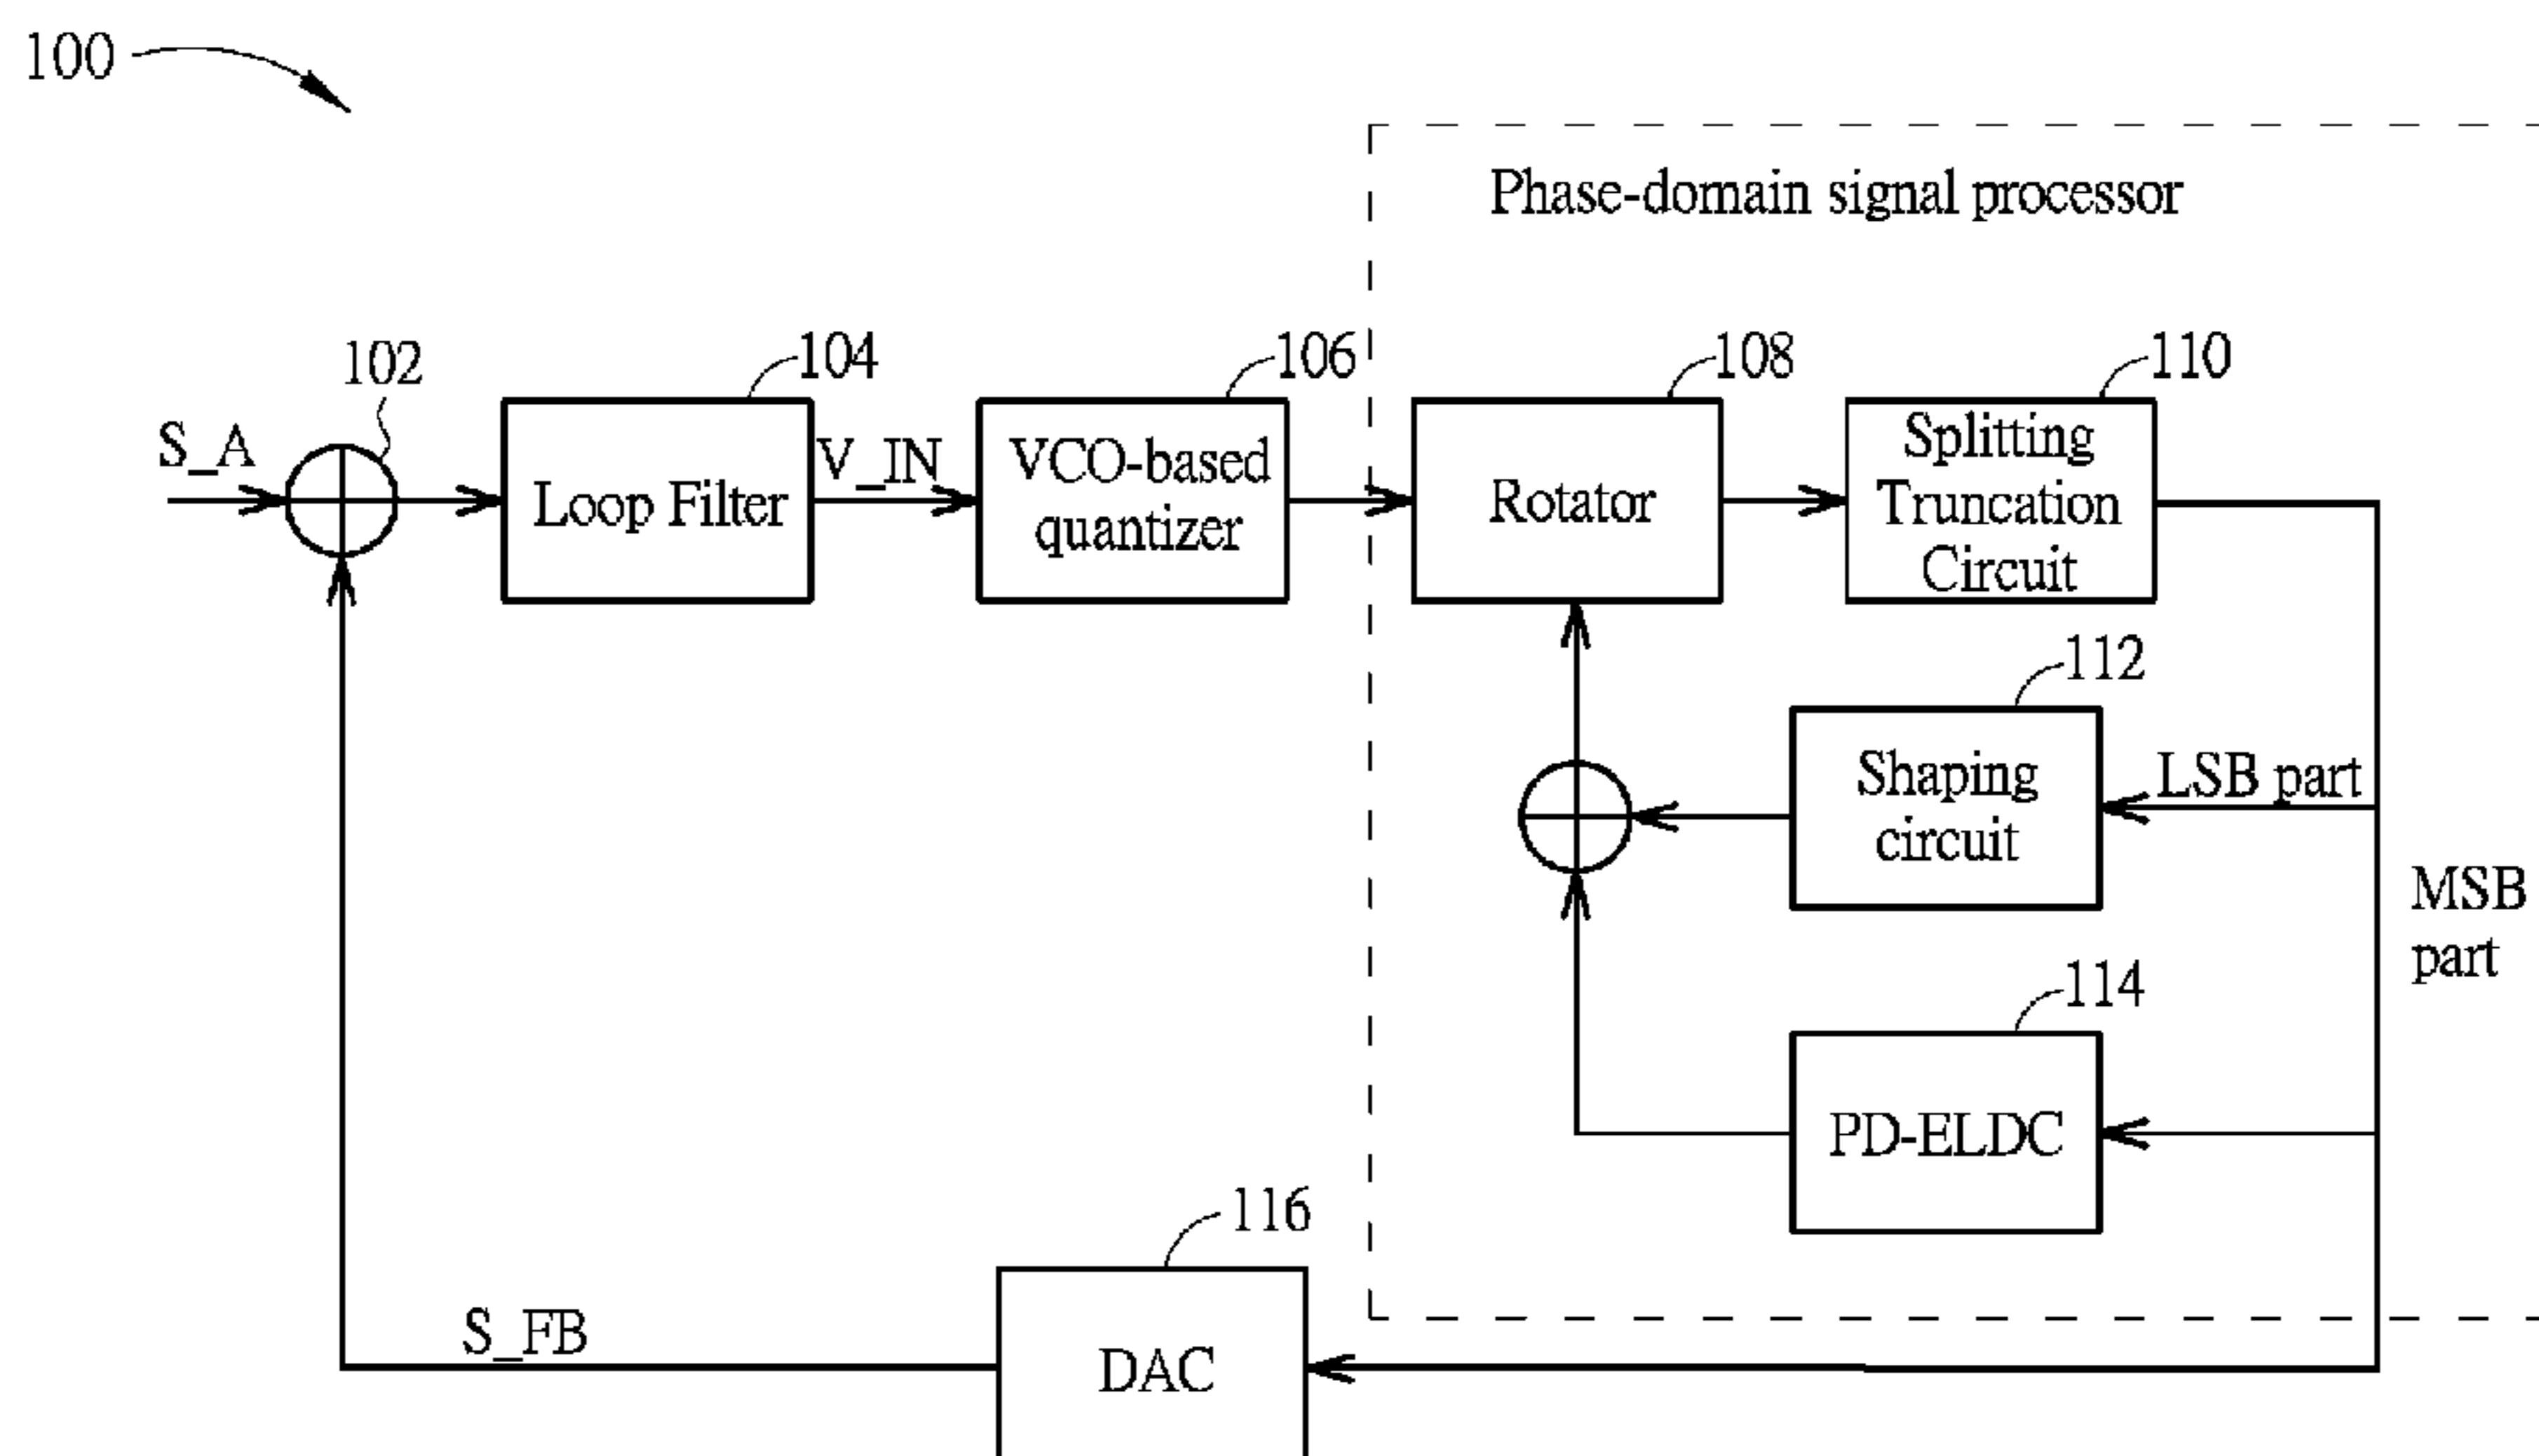 100
Phase-domain signal processor
102
104
106
108
110
S_A
Loop Filter
V_IN
VCO-based
quantizer
Rotator
Splitting
Truncation
Circuit
112
Shaping
circuit
LSB part
MSB
part
114
PD-ELDC
116
DAC
S_FB